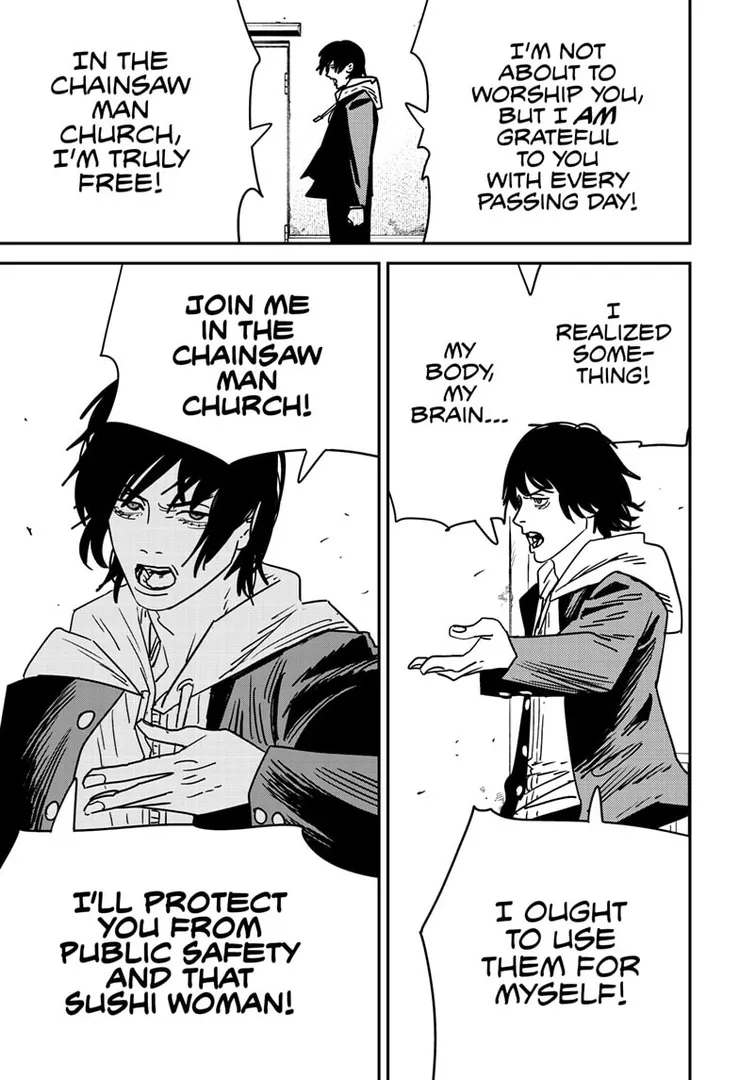 I'M NOT
ABOUT TO
WORSHIP YOU,
BUT I AM
GRATEFUL
TO YOU
WITH EVERY
PASSING DAY!
IN THE
CHAINSAW
MAN
CHURCH,
I'M TRULY
FREE!
I
REALIZED
SOME-
THING!
MY
BODY,
MY
BRAIN...
I OUGHT
TO USE
THEM FOR
MYSELF!
JOIN ME
IN THE
CHAINSAW
MAN
CHURCH!
I'LL PROTECT
YOU FROM
PUBLIC SAFETY
AND THAT
SUSHI WOMAN!